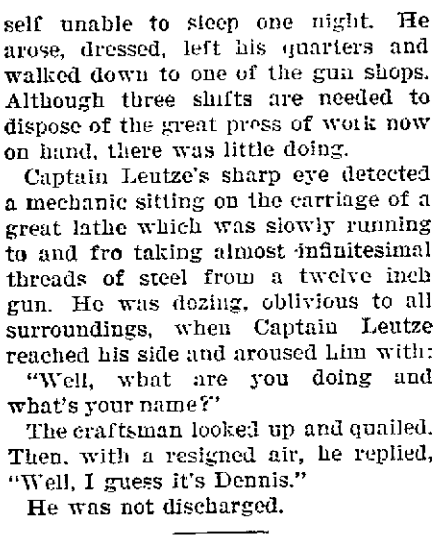 self unable to sleep one night. He
arose, dressed, left his quarters and
walked down to one of the gun shops.
Although three shifts are needed to
dispose of the great press of work now
on hand, there was little doing.
Captain Leutze's sharp eye detected
a mechanic sitting on the carriage of a
great lathe which was slowly running
to and fro taking almost infinitesimal
threads of steel from a twelve inch
gun. He was dozing, oblivious to all
surroundings, when Captain Leutze
reached his side and aroused him with:
"Well, what are you doing and
what's your name?"
The craftsman looked up and quailed.
Then, with a resigned air, he replied,
"Well, I guess it's Dennis."
He was not discharged.